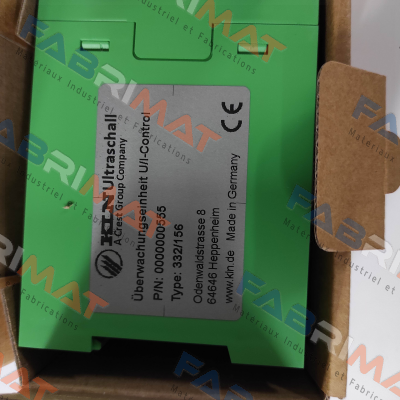 KLN Ultraschall
A Crest Group Company
Überwachungseinheit U/I-Control
P/N: 0000000555
Type: 332/156
Odenwaldstrasse 8
64646 Heppenheim
www.kln.de Made in Germany
CE
FABRIMAT
Materiel Industriel et Fabrications